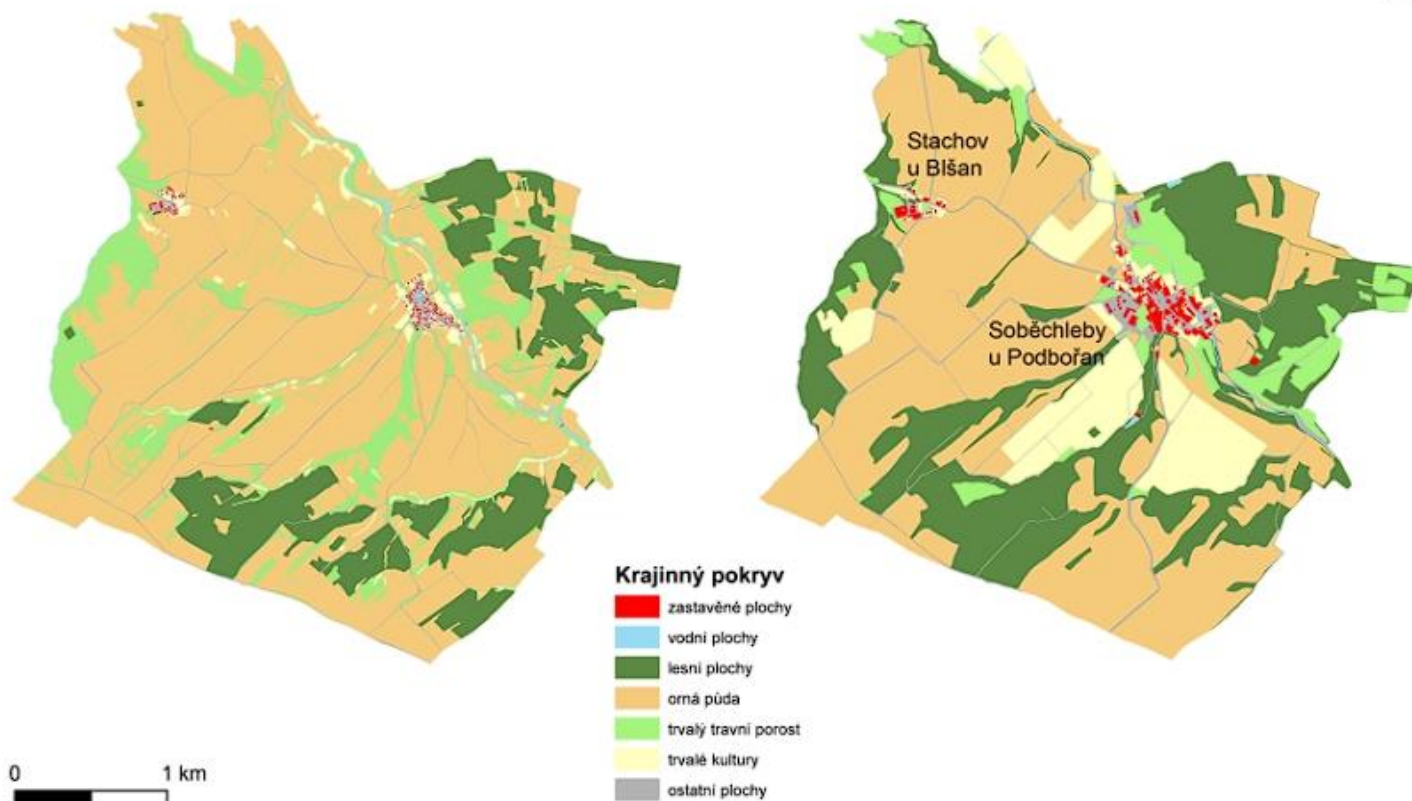 Stachov
u Blšan
Soběchleby
u Podbořan
Krajinný pokryv
zastavěné plochy
vodní plochy
lesní plochy
orná půda
trvalý travní porost
trvalé kultury
ostatní plochy
0 1 km